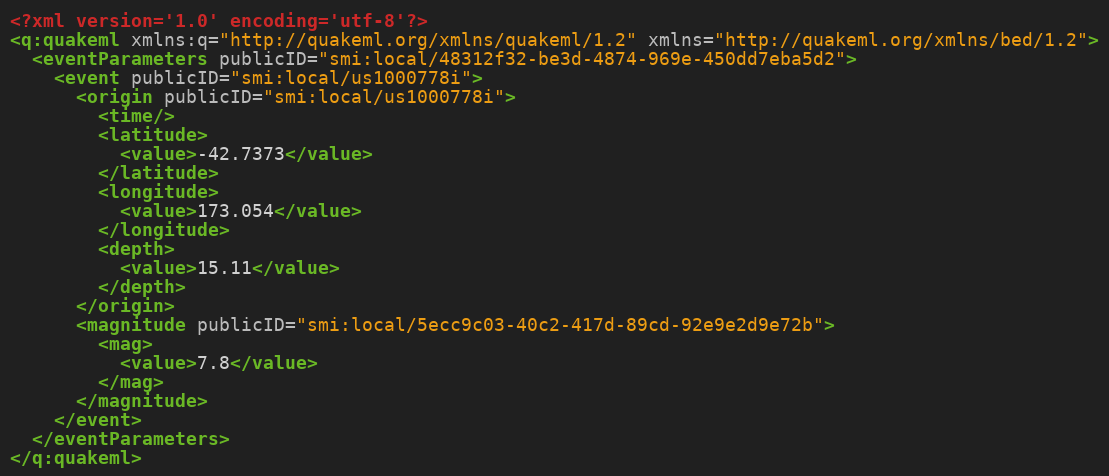 <?xml version='1.0' encoding='utf-8'?>
<q:quakeml xmlns:q="http://quakeml.org/xmlns/quakeml/1.2" xmlns="http://quakeml.org/xmlns/bed/1.2">
  <eventParameters publicID="smi:local/48312f32-be3d-4874-969e-450dd7eba5d2">
    <event publicID="smi:local/us1000778i">
      <origin publicID="smi:local/us1000778i">
        <time/>
        <latitude>
          <value>-42.7373</value>
        </latitude>
        <longitude>
          <value>173.054</value>
        </longitude>
        <depth>
          <value>15.11</value>
        </depth>
      </origin>
      <magnitude publicID="smi:local/5ecc9c03-40c2-417d-89cd-92e9e2d9e72b">
        <mag>
          <value>7.8</value>
        </mag>
      </magnitude>
    </event>
  </eventParameters>
</q:quakeml>